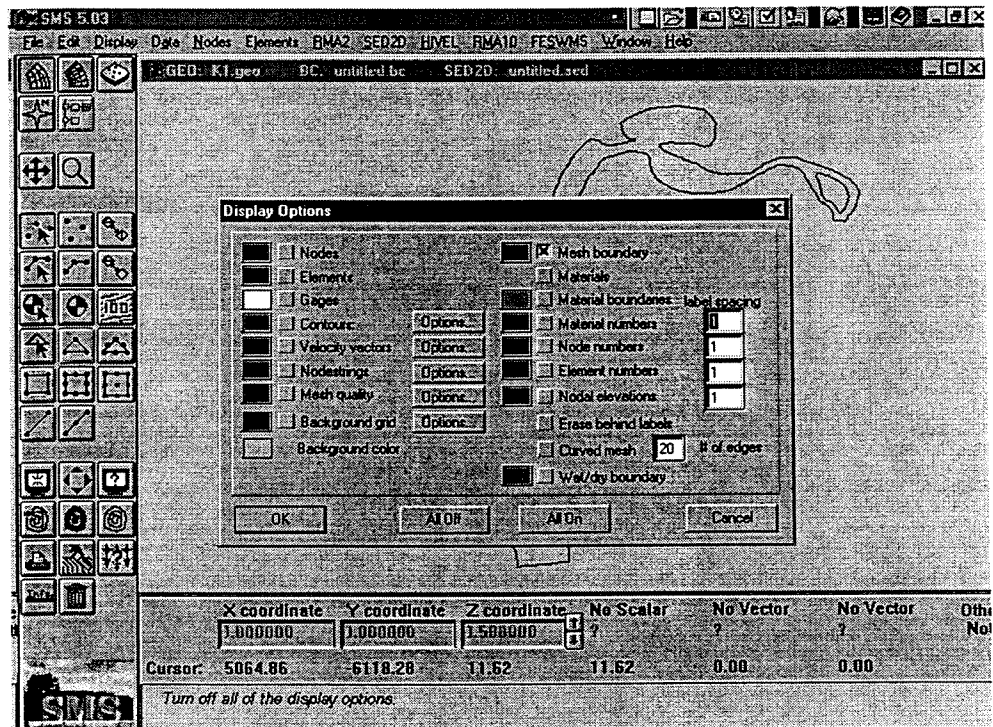 SMS 5.03
File Edit Display Data Nodes Elements RMA2 SED2D HIVEL RMA10 FESWMS Window Help
GEO: K1.geo BC: untitled.bc SED2D: untitled.sed
Display Options
Nodes
Elements
Gages
Contours Options...
Velocity vectors Options...
Nodestrings Options...
Mesh quality Options...
Background grid Options...
Background color
Mesh boundary
Materials
Material boundaries label spacing
Material numbers 1
Node numbers 1
Element numbers 1
Nodal elevations 1
Erase behind labels
Curved mesh 20 # of edges
Wet/dry boundary
OK All Off All On Cancel
X coordinate Y coordinate Z coordinate No Scalar No Vector No Vector Othe
1.000000 1.000000 1.500000 ? ? ? No
Cursor: 5064.86 -6118.28 11.62 11.62 0.00 0.00
SMS
Turn off all of the display options.